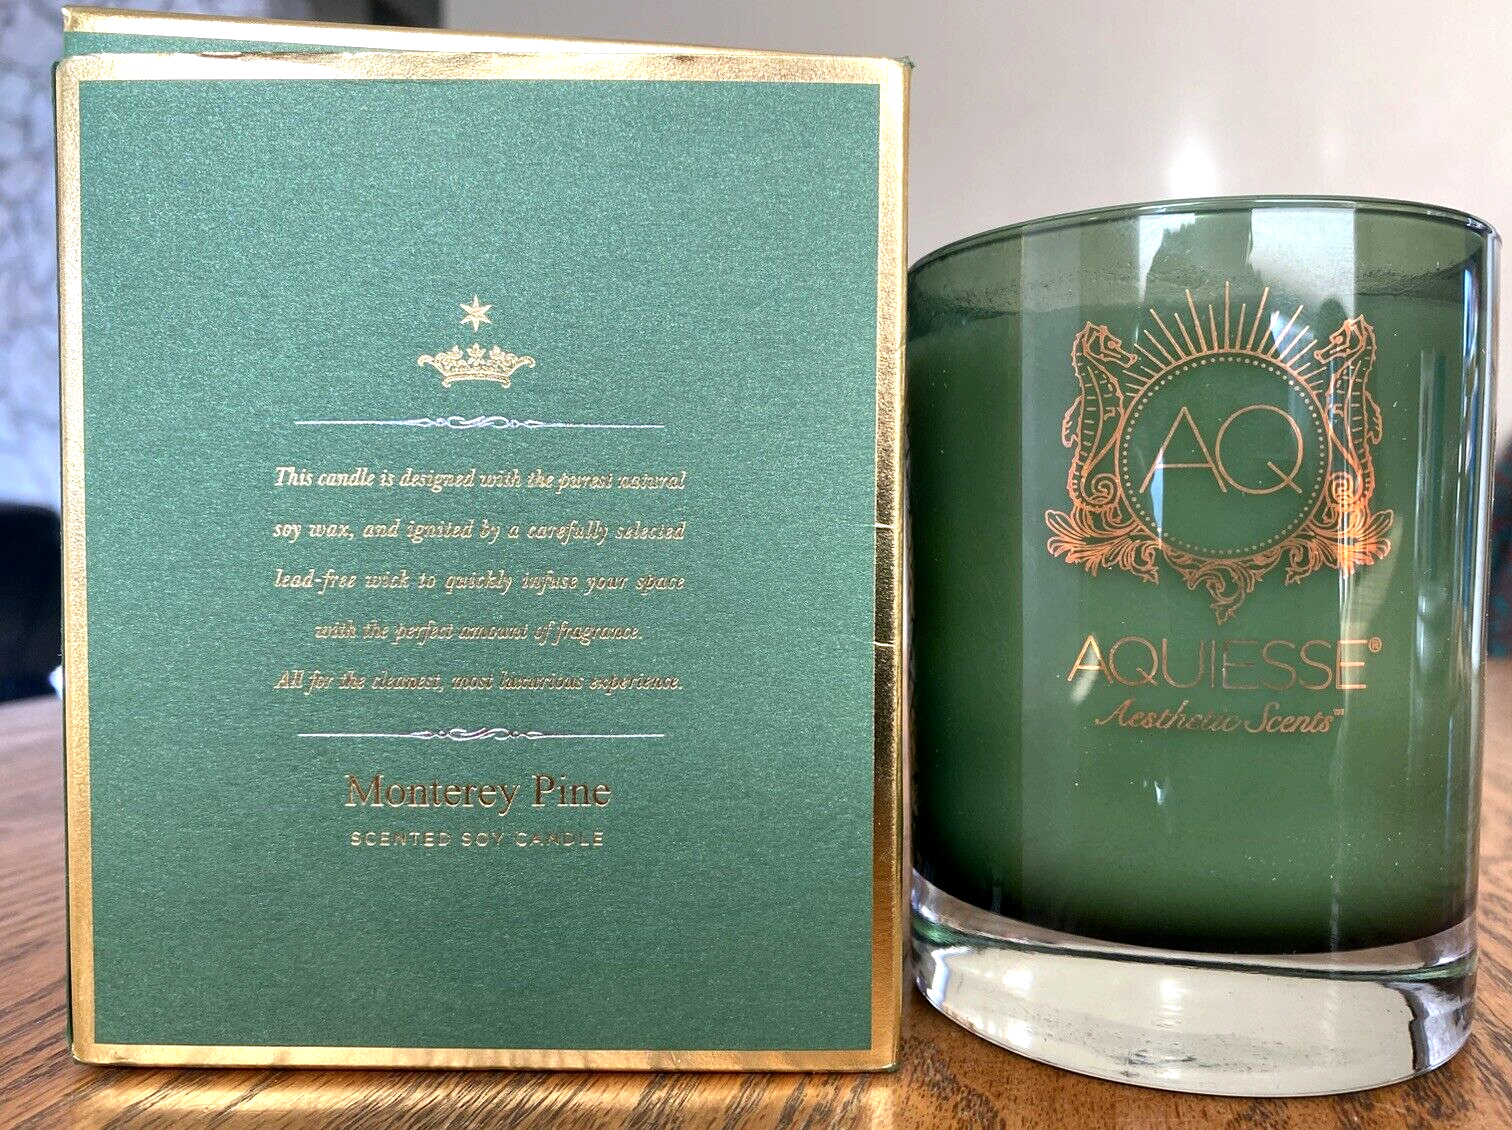 This candle is designed with the purest natural
soy wax, and ignited by a carefully selected
lead-free wick to quickly infuse your space
with the perfect amount of fragrance.
All for the cleanest, most luxurious experience.
Monterey Pine
SCENTED SOY CANDLE
AQ
AQUIESSE®
Aesthetic Scents™